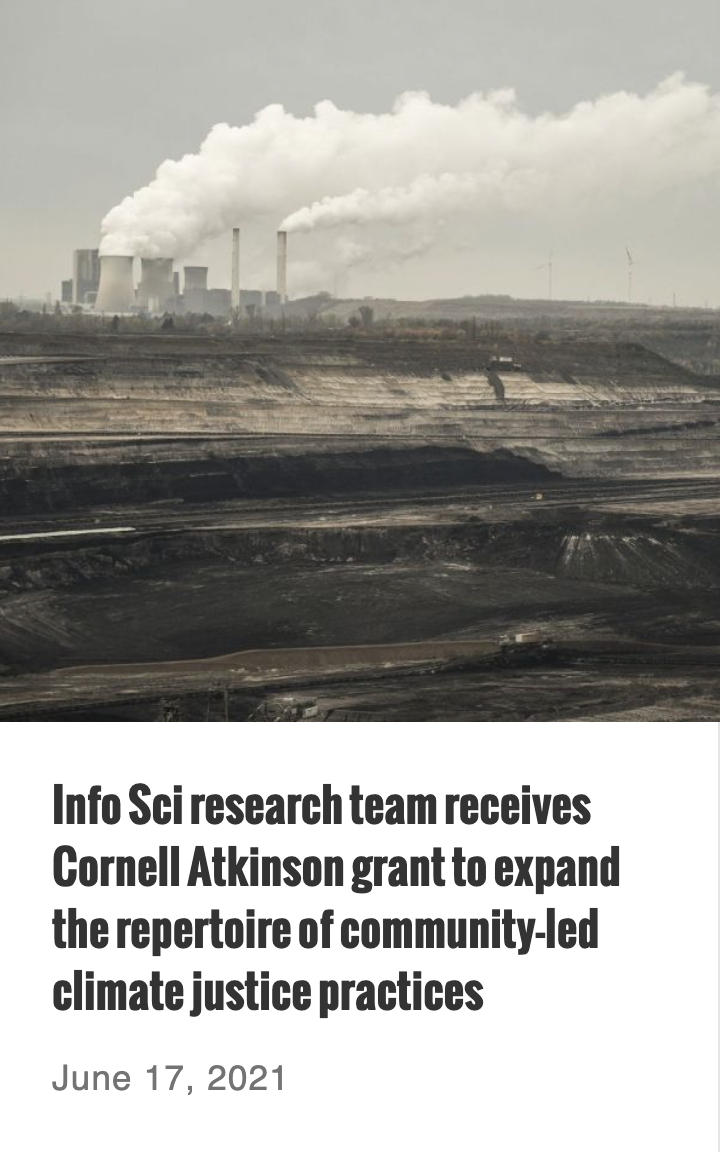 Info Sci research team receives
Cornell Atkinson grant to expand
the repertoire of community-led
climate justice practices
June 17, 2021